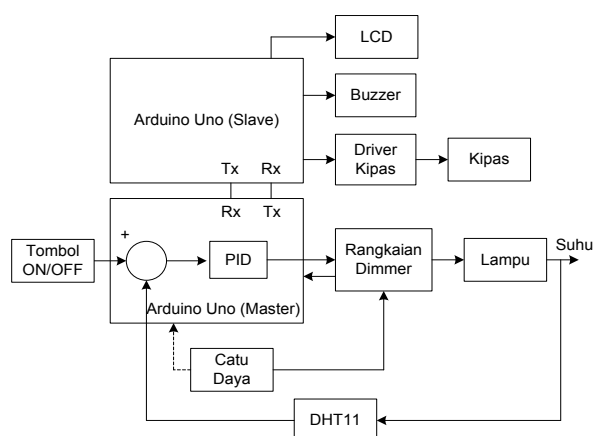 LCD
Buzzer
Arduino Uno (Slave)
Driver
Kipas
Kipas
Tx Rx
Rx Tx
+
Tombol
ON/OFF
PID
Rangkaian
Dimmer
Lampu
Suhu
Arduino Uno (Master)
Catu
Daya
DHT11